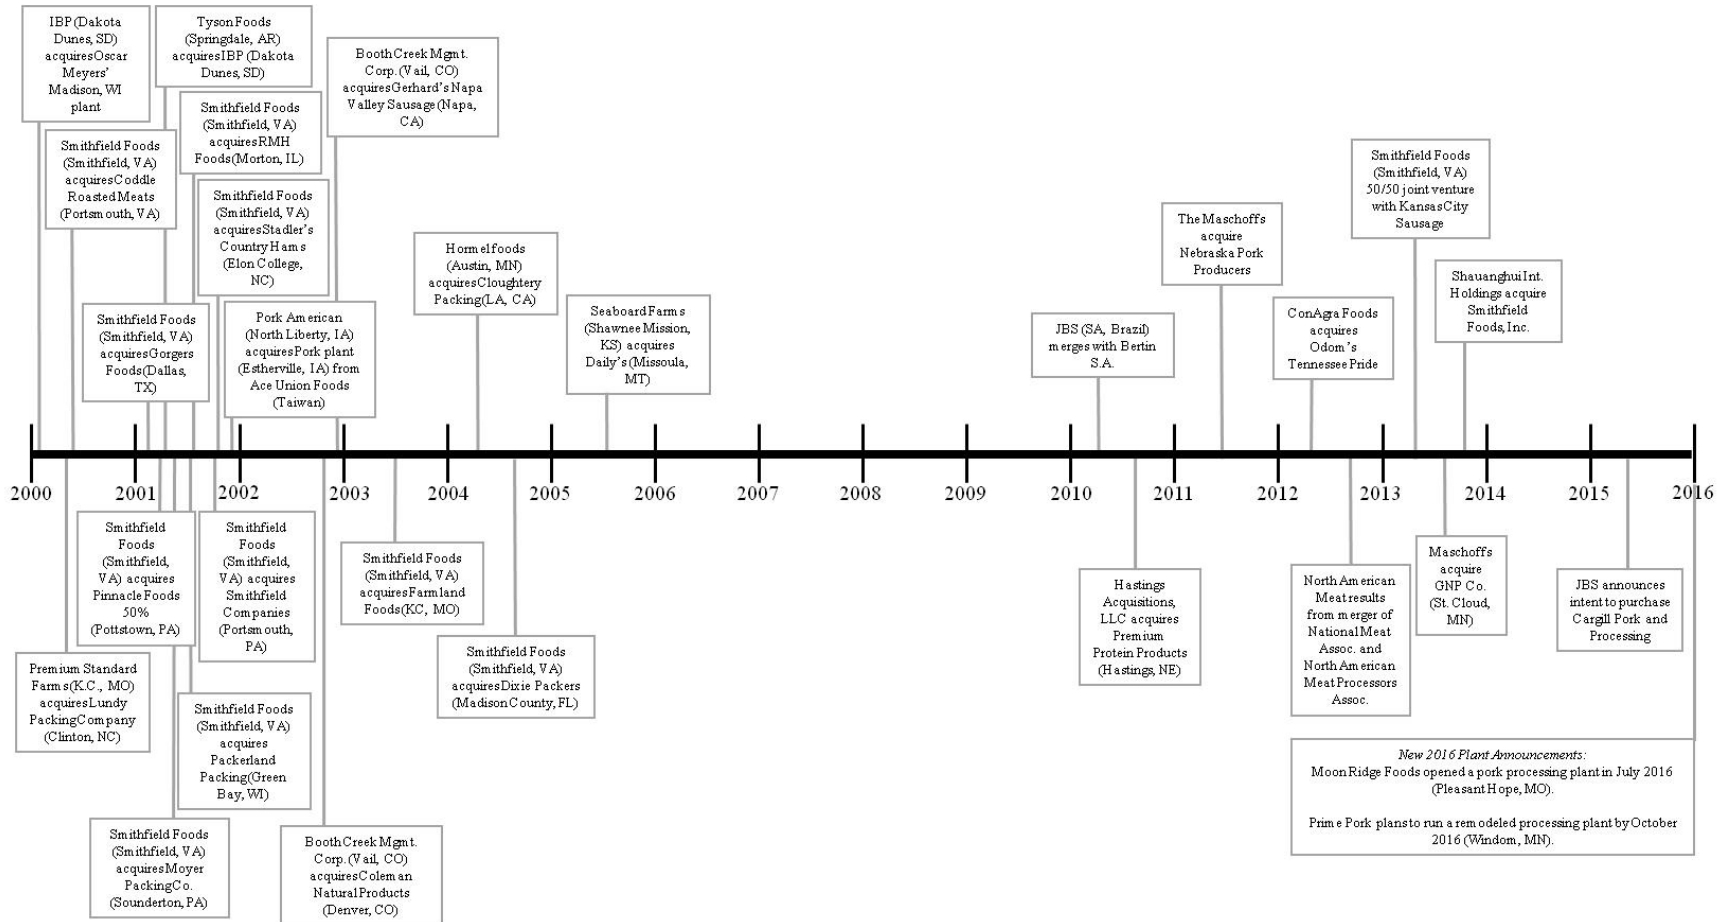 IBP (Dakota
Dunes, SD)
acquires Oscar
Meyers'
Madison, WI
plant
Tyson Foods
(Springdale, AR)
acquires IBP (Dakota
Dunes, SD)
Booth Creek Mgmt.
Corp. (Vail, CO)
acquires Gerhard's Napa
Valley Sausage (Napa,
CA)
Smithfield Foods
(Smithfield, VA)
acquires RMH
Foods (Morton, IL)
Smithfield Foods
(Smithfield, VA)
acquires Coddle
Roasted Meats
(Portsmouth, VA)
Smithfield Foods
(Smithfield, VA)
acquires Stadler's
Country Hams
(Elon College,
NC)
Smithfield Foods
(Smithfield, VA)
acquires Gorgers
Foods (Dallas,
TX)
Pork American
(North Liberty, IA)
acquires Pork plant
(Estherville, IA) from
Ace Union Foods
(Taiwan)
Hormel foods
(Austin, MN)
acquires Cloughtery
Packing (LA, CA)
Seaboard Farms
(Shawnee Mission,
KS) acquires
Daily's (Missoula,
MT)
JBS (SA, Brazil)
merges with Bertin
S.A.
The Maschoffs
acquire
Nebraska Pork
Producers
ConAgra Foods
acquires
Odom's
Tennessee Pride
Smithfield Foods
(Smithfield, VA)
50/50 joint venture
with Kansas City
Sausage
Shauanghui Int.
Holdings acquire
Smithfield
Foods, Inc.
2000 2001 2002 2003 2004 2005 2006 2007 2008 2009 2010 2011 2012 2013 2014 2015 2016
Smithfield
Foods
(Smithfield,
VA) acquires
Pinnacle Foods
50%
(Pottstown, PA)
Smithfield
Foods
(Smithfield,
VA) acquires
Smithfield
Companies
(Portsmouth,
PA)
Premium Standard
Farms (K.C., MO)
acquires Lundy
Packing Company
(Clinton, NC)
Smithfield Foods
(Smithfield, VA)
acquires
Packerland
Packing (Green
Bay, WI)
Smithfield Foods
(Smithfield, VA)
acquires Moyer
Packing Co.
(Sounderton, PA)
Booth Creek Mgmt.
Corp. (Vail, CO)
acquires Coleman
Natural Products
(Denver, CO)
Smithfield Foods
(Smithfield, VA)
acquires Farmland
Foods (KC, MO)
Smithfield Foods
(Smithfield, VA)
acquires Dixie Packers
(Madison County, FL)
Hastings
Acquisitions,
LLC acquires
Premium
Protein Products
(Hastings, NE)
North American
Meat results
from merger of
National Meat
Assoc. and
North American
Meat Processors
Assoc.
Maschoffs
acquire
GNP Co.
(St. Cloud,
MN)
JBS announces
intent to purchase
Cargill Pork and
Processing
New 2016 Plant Announcements:
Moon Ridge Foods opened a pork processing plant in July 2016
(Pleasant Hope, MO).
Prime Pork plans to run a remodeled processing plant by October
2016 (Windom, MN).